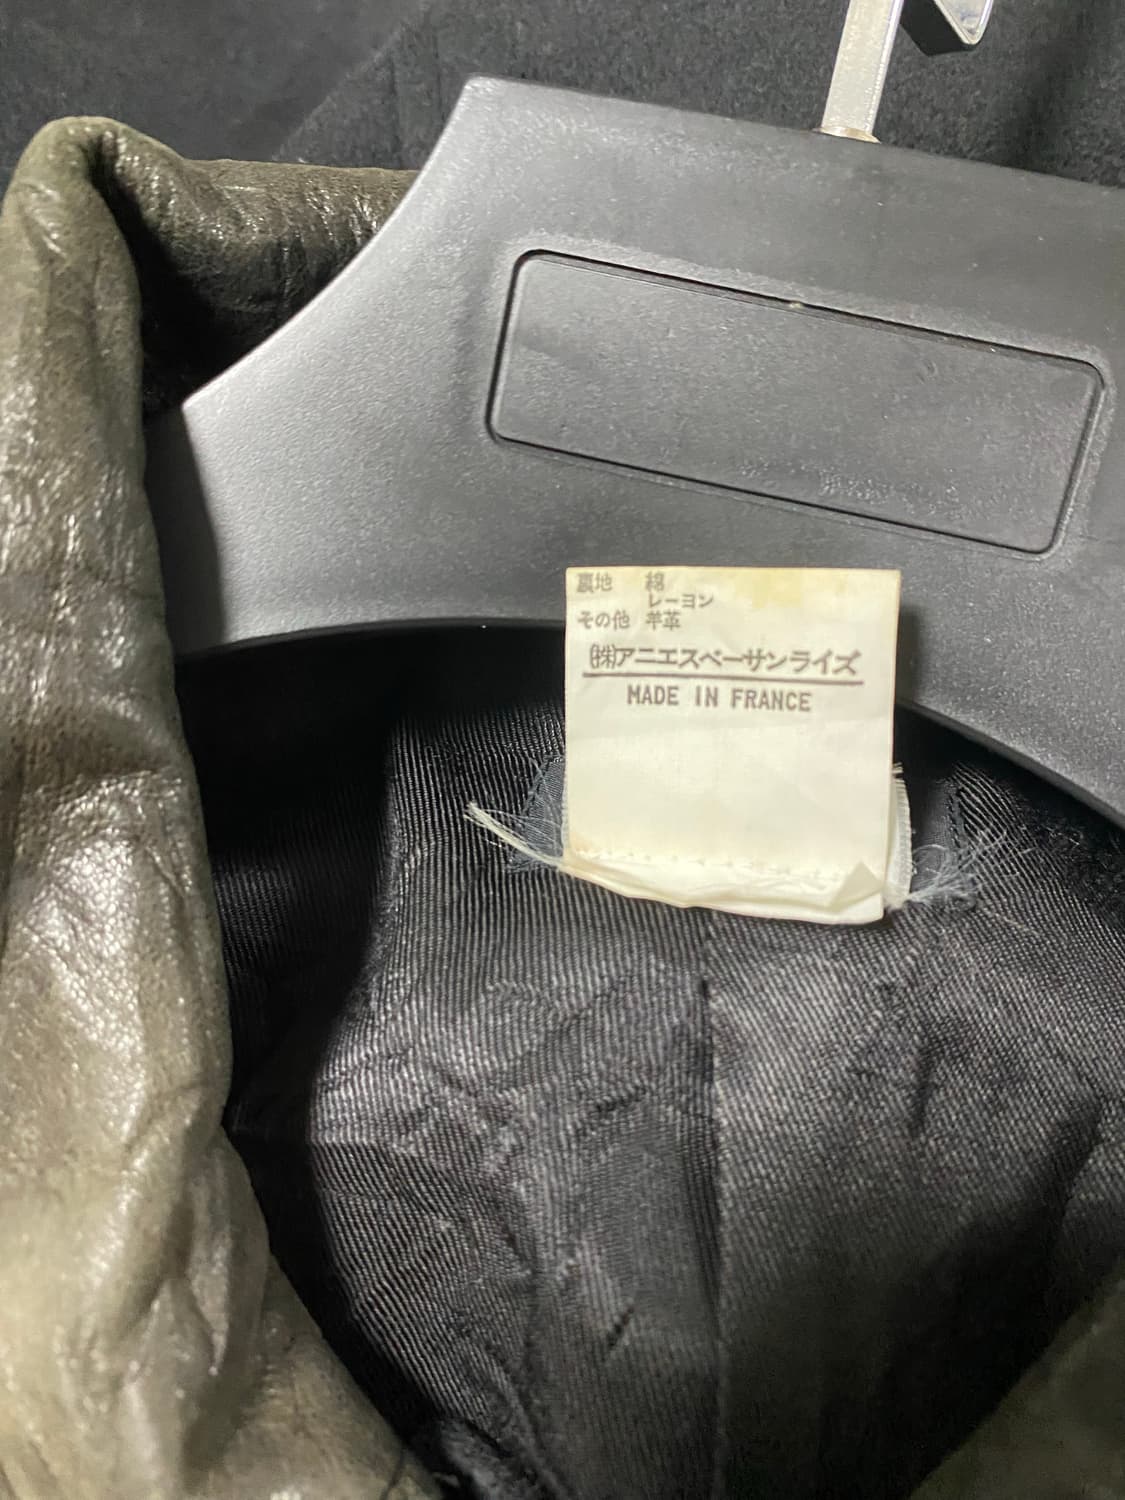 裏地 綿
レーヨン
その他 羊革
(株)アニエスベーサンライズ
MADE IN FRANCE